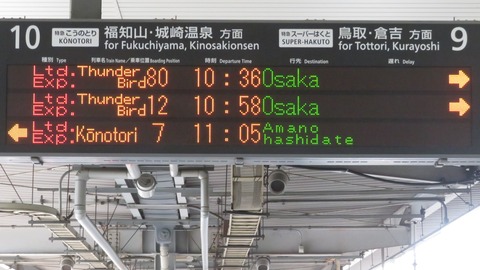 10 特急 こうのとり KŌNOTORI 福知山・城崎温泉 方面 for Fukuchiyama, Kinosakionsen 特急 スーパーはくと SUPER-HAKUTO 鳥取・倉吉 方面 for Tottori, Kurayoshi 9
種別 Type 列車名 Train Name 乗車位置 Boarding Position 時刻 Departure Time 行先 Destination 遅れ Delay
Ltd. Exp. Thunder Bird 80 10:36 Osaka →
Ltd. Exp. Thunder Bird 12 10:58 Osaka →
← Ltd. Exp. Kōnotori 7 11:05 Amano hashidate